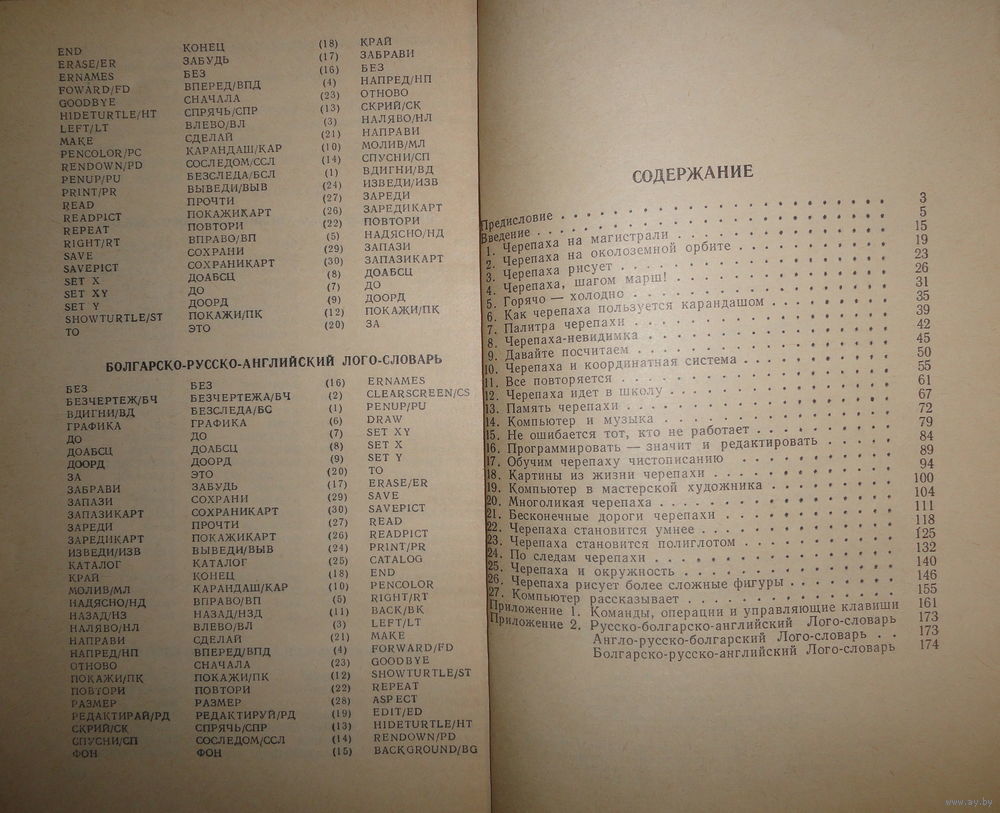 END КОНЕЦ (18) КРАЙ
ERASE/ER ЗАБУДЬ (17) ЗАБРАВИ
ERNAMES БЕЗ (16) БЕЗ
FOWARD/FD ВПЕРЕД/ВПД (4) НАПРЕД/НП
GOODBYE СНАЧАЛА (23) ОТНОВО
HIDETURTLE/HT СПРЯЧЬ/СПР (13) СКРИЙ/СК
LEFT/LT ВЛЕВО/ВЛ (3) НАЛЯВО/НЛ
MAKE СДЕЛАЙ (21) НАПРАВИ
PENCOLOR/PC КАРАНДАШ/КАР (10) МОЛИВ/МЛ
RENDOWN/PD СОСЛЕДОМ/ССЛ (14) СПУСНИ/СП
PENUP/PU БЕЗСЛЕДА/БСЛ (1) ВДИГНИ/ВД
PRINT/PR ВЫВЕДИ/ВЫВ (24) ИЗВЕДИ/ИЗВ
READ ПРОЧТИ (27) ЗАРЕДИ
READPICT ПОКАЖИКАРТ (26) ЗАРЕДИКАРТ
REPEAT ПОВТОРИ (22) ПОВТОРИ
RIGHT/RT ВПРАВО/ВП (5) НАДЯСНО/НД
SAVE СОХРАНИ (29) ЗАПАЗИ
SAVEPICT СОХРАНИКАРТ (30) ЗАПАЗИКАРТ
SET X ДОАБСЦ (8) ДОАБСЦ
SET XY ДО (7) ДО
SET Y ДООРД (9) ДООРД
SHOWTURTLE/ST ПОКАЖИ/ПК (12) ПОКАЖИ/ПК
TO ЭТО (20) ЗА
БОЛГАРСКО-РУССКО-АНГЛИЙСКИЙ ЛОГО-СЛОВАРЬ
БЕЗ БЕЗ (16) ERNAMES
БЕЗЧЕРТЕЖ/БЧ БЕЗЧЕРТЕЖА/БЧ (2) CLEARSCREEN/CS
ВДИГНИ/ВД БЕЗСЛЕДА/БС (1) PENUP/PU
ГРАФИКА ГРАФИКА (6) DRAW
ДО ДО (7) SET XY
ДОАБСЦ ДОАБСЦ (8) SET X
ДООРД ДООРД (9) SET Y
ЗА ЭТО (20) TO
ЗАБРАВИ ЗАБУДЬ (17) ERASE/ER
ЗАПАЗИ СОХРАНИ (29) SAVE
ЗАПАЗИКАРТ СОХРАНИКАРТ (30) SAVEPICT
ЗАРЕДИ ПРОЧТИ (27) READ
ЗАРЕДИКАРТ ПОКАЖИКАРТ (26) READPICT
ИЗВЕДИ/ИЗВ ВЫВЕДИ/ВЫВ (24) PRINT/PR
КАТАЛОГ КАТАЛОГ (25) CATALOG
КРАЙ КОНЕЦ (18) END
МОЛИВ/МЛ КАРАНДАШ/КАР (10) PENCOLOR
НАДЯСНО/НД ВПРАВО/ВП (5) RIGHT/RT
НАЗАД/НЗ НАЗАД/НЗД (11) BACK/BK
НАЛЯВО/НЛ ВЛЕВО/ВЛ (3) LEFT/LT
НАПРАВИ СДЕЛАЙ (21) MAKE
НАПРЕД/НП ВПЕРЕД/ВПД (4) FORWARD/FD
ОТНОВО СНАЧАЛА (23) GOODBYE
ПОКАЖИ/ПК ПОКАЖИ/ПК (12) SHOWTURTLE/ST
ПОВТОРИ ПОВТОРИ (22) REPEAT
РАЗМЕР РАЗМЕР (28) ASPECT
РЕДАКТИРАЙ/РД РЕДАКТИРУЙ/РД (19) EDIT/ED
СКРИЙ/СК СПРЯЧЬ/СПР (13) HIDETURTLE/HT
СПУСНИ/СП СОСЛЕДОМ/ССЛ (14) RENDOWN/PD
ФОН ФОН (15) BACKGROUND/BG
СОДЕРЖАНИЕ
Предисловие 3
Введение 5
1. Черепаха на магистрали 15
2. Черепаха на околоземной орбите 19
3. Черепаха рисует 23
4. Черепаха, шагом марш! 26
5. Горячо — холодно 31
6. Как черепаха пользуется карандашом 35
7. Палитра черепахи 39
8. Черепаха-невидимка 42
9. Давайте посчитаем 45
10. Черепаха и координатная система 50
11. Все повторяется 55
12. Черепаха идет в школу 61
13. Память черепахи 67
14. Компьютер и музыка 72
15. Не ошибается тот, кто не работает 79
16. Программировать — значит и редактировать 84
17. Обучим черепаху чистописанию 89
18. Картины из жизни черепахи 94
19. Компьютер в мастерской художника 100
20. Многоликая черепаха 104
21. Бесконечные дороги черепахи 111
22. Черепаха становится умнее 118
23. Черепаха становится полиглотом 125
24. По следам черепахи 132
25. Черепаха и окружность 140
26. Черепаха рисует более сложные фигуры 146
27. Компьютер рассказывает 155
Приложение 1. Команды, операции и управляющие клавиши 161
Приложение 2. Русско-болгарско-английский Лого-словарь 173
Англо-русско-болгарский Лого-словарь 173
Болгарско-русско-английский Лого-словарь 174
www.ay.by